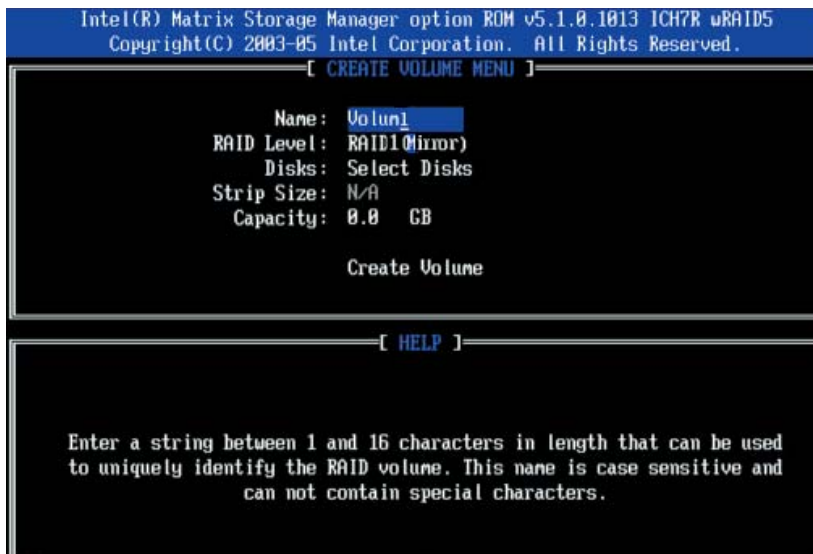 Intel(R) Matrix Storage Manager option ROM v5.1.0.1013 ICH7R wRAID5
Copyright(C) 2003-05 Intel Corporation. All Rights Reserved.
[ CREATE VOLUME MENU ]
Name: Volum1
RAID Level: RAID1(Mirror)
Disks: Select Disks
Strip Size: N/A
Capacity: 0.0 GB
Create Volume
[ HELP ]
Enter a string between 1 and 16 characters in length that can be used
to uniquely identify the RAID volume. This name is case sensitive and
can not contain special characters.